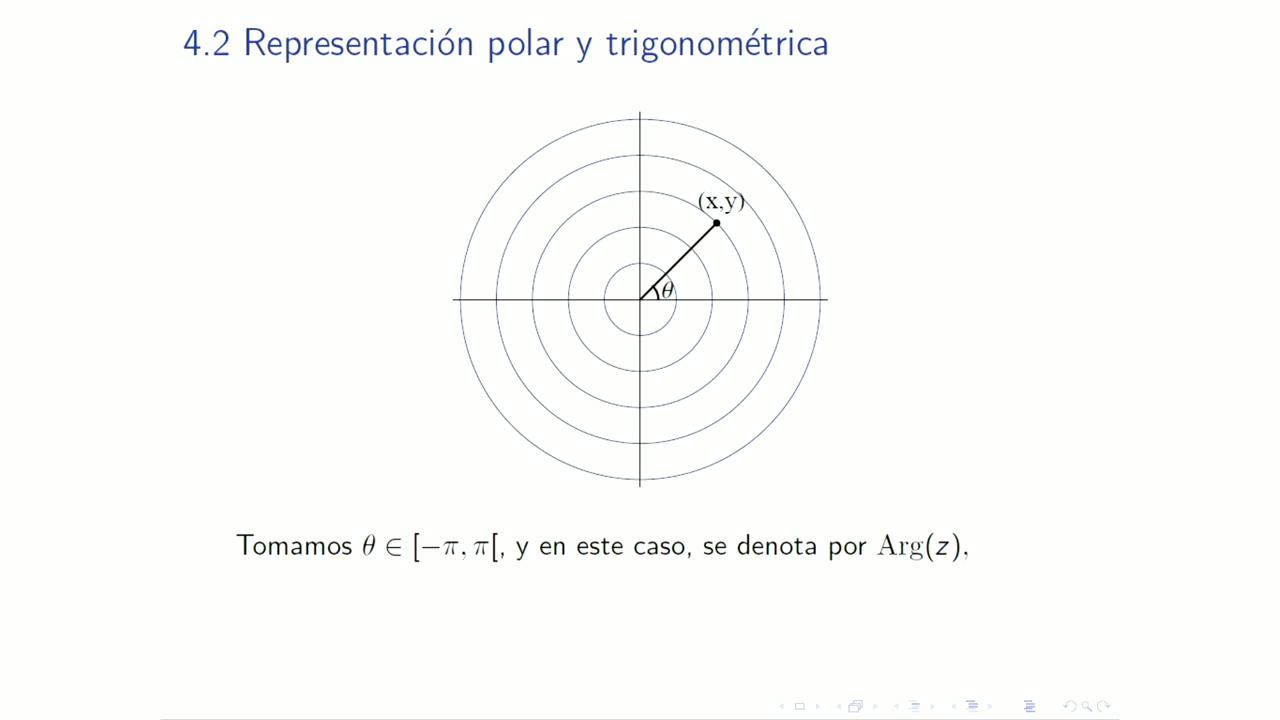 4.2 Representación polar y trigonométrica
(x,y)
θ
Tomamos θ ∈ [−π, π[, y en este caso, se denota por Arg(z),